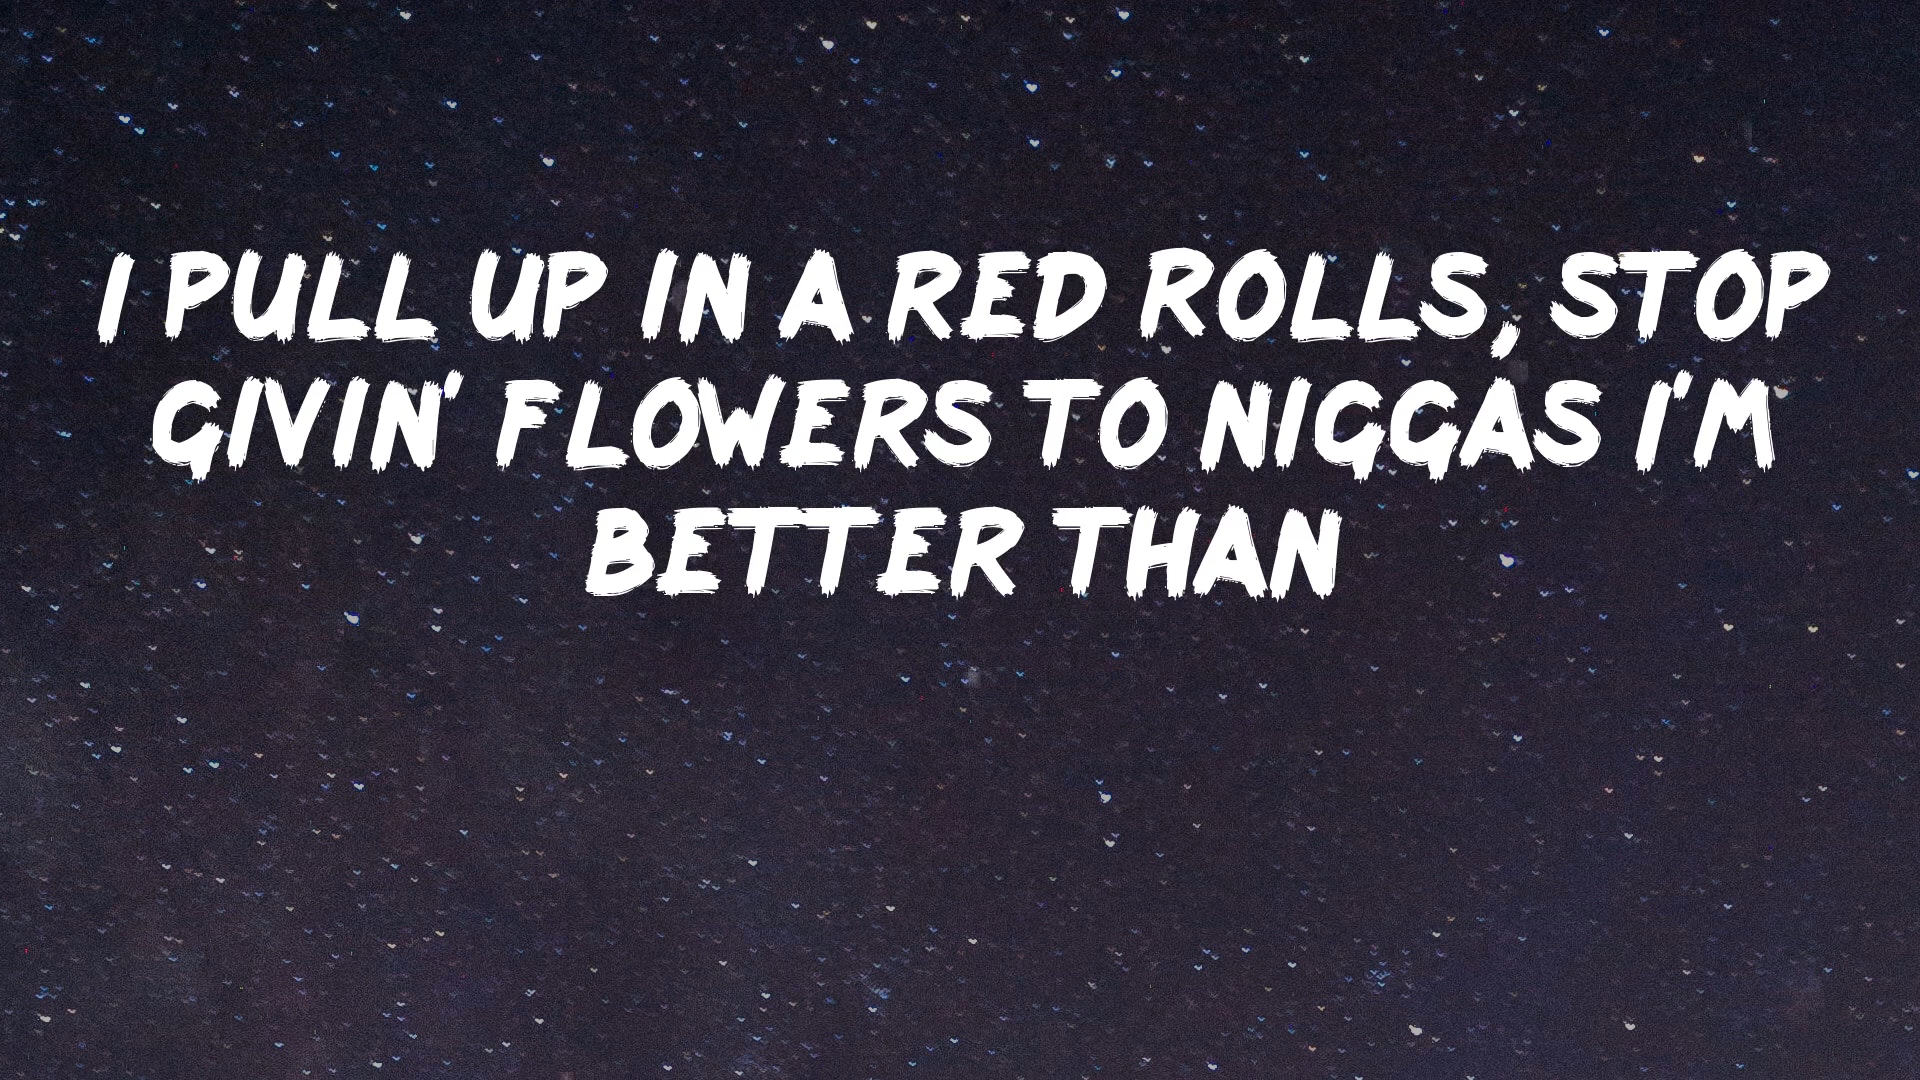 I PULL UP IN A RED ROLLS, STOP
GIVIN' FLOWERS TO NIGGAS I'M
BETTER THAN